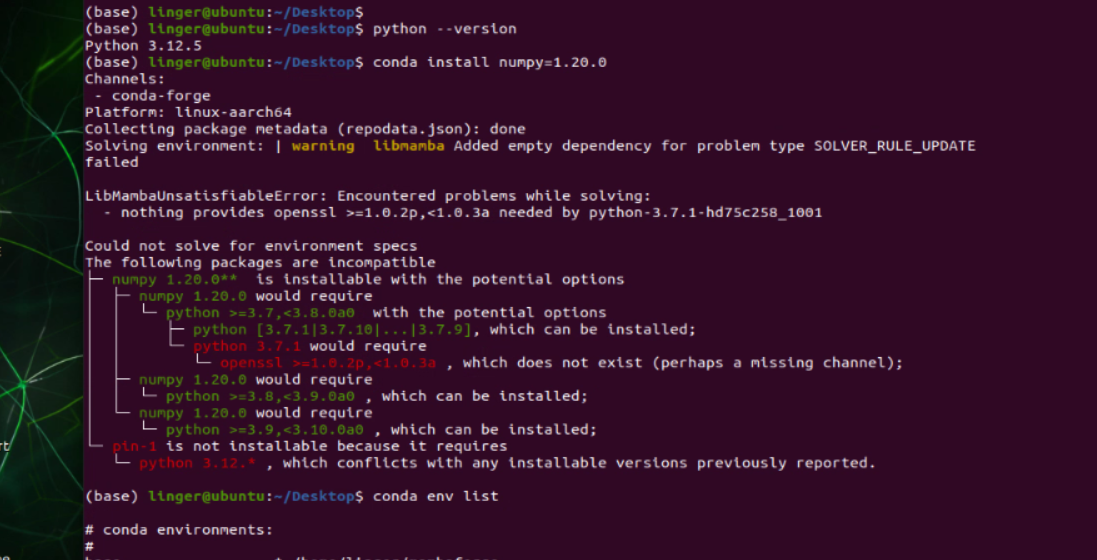 (base) linger@ubuntu:~/Desktop$
(base) linger@ubuntu:~/Desktop$ python --version
Python 3.12.5
(base) linger@ubuntu:~/Desktop$ conda install numpy=1.20.0
Channels:
- conda-forge
Platform: linux-aarch64
Collecting package metadata (repodata.json): done
Solving environment: | warning  libmamba Added empty dependency for problem type SOLVER_RULE_UPDATE
failed
LibMambaUnsatisfiableError: Encountered problems while solving:
- nothing provides openssl >=1.0.2p,<1.0.3a needed by python-3.7.1-hd75c258_1001
Could not solve for environment specs
The following packages are incompatible
├─ numpy 1.20.0**  is installable with the potential options
│  ├─ numpy 1.20.0 would require
│  │  └─ python >=3.7,<3.8.0a0  with the potential options
│  │     ├─ python [3.7.1|3.7.10|...|3.7.9], which can be installed;
│  │     └─ python 3.7.1 would require
│  │        └─ openssl >=1.0.2p,<1.0.3a , which does not exist (perhaps a missing channel);
│  ├─ numpy 1.20.0 would require
│  │  └─ python >=3.8,<3.9.0a0 , which can be installed;
│  └─ numpy 1.20.0 would require
│     └─ python >=3.9,<3.10.0a0 , which can be installed;
└─ pin-1 is not installable because it requires
└─ python 3.12.* , which conflicts with any installable versions previously reported.
(base) linger@ubuntu:~/Desktop$ conda env list
# conda environments:
#